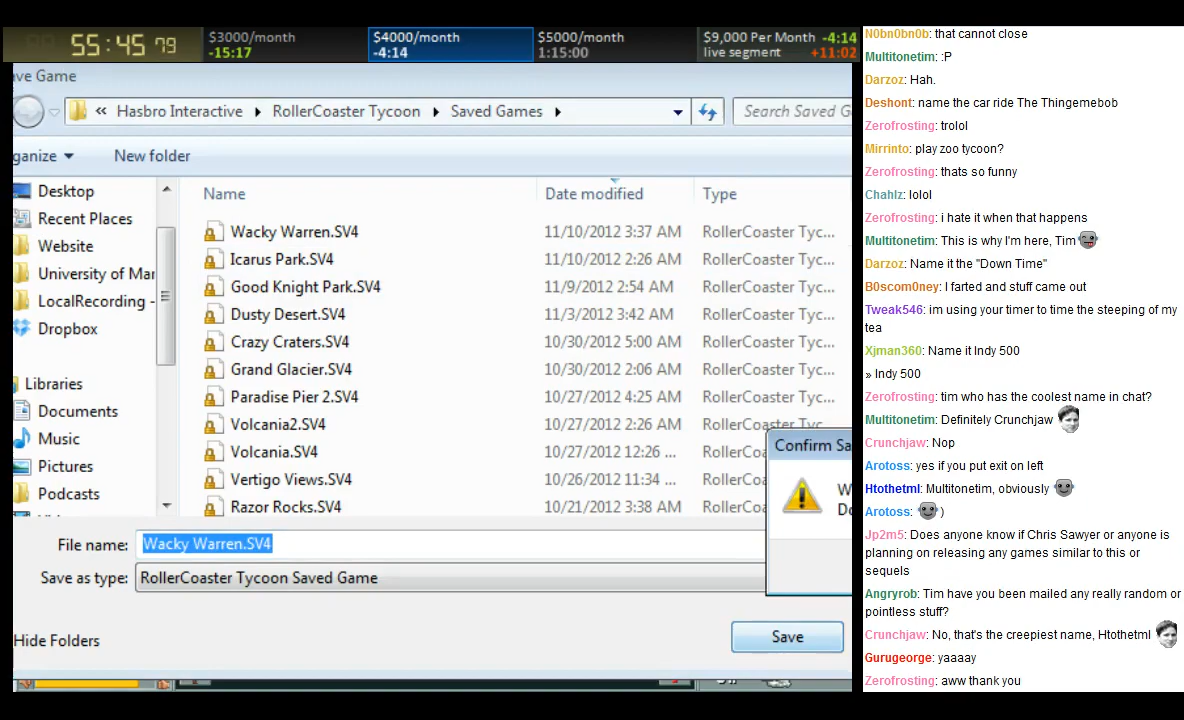 55:45 79
$3000/month
-15:17
$4000/month
-4:14
$5000/month
1:15:00
$9,000 Per Month -4:14
live segment +11:02
ve Game
« Hasbro Interactive RollerCoaster Tycoon Saved Games
Search Saved G
ganize New folder
Desktop
Recent Places
Website
University of Mar
LocalRecording -
Dropbox
Libraries
Documents
Music
Pictures
Podcasts
Name Date modified Type
Wacky Warren.SV4 11/10/2012 3:37 AM RollerCoaster Tyc...
Icarus Park.SV4 11/10/2012 2:26 AM RollerCoaster Tyc...
Good Knight Park.SV4 11/9/2012 2:54 AM RollerCoaster Tyc...
Dusty Desert.SV4 11/3/2012 3:42 AM RollerCoaster Tyc...
Crazy Craters.SV4 10/30/2012 5:00 AM RollerCoaster Tyc...
Grand Glacier.SV4 10/30/2012 2:06 AM RollerCoaster Tyc...
Paradise Pier 2.SV4 10/27/2012 4:25 AM RollerCoaster Tyc...
Volcania2.SV4 10/27/2012 2:26 AM RollerCoaster Tyc...
Volcania.SV4 10/27/2012 12:26 ... RollerCoa
Vertigo Views.SV4 10/26/2012 11:34 ... RollerCoa
Razor Rocks.SV4 10/21/2012 3:38 AM RollerCoa
Confirm Sa
W
Do
File name: Wacky Warren.SV4
Save as type: RollerCoaster Tycoon Saved Game
Hide Folders
Save
N0bn0bn0b: that cannot close
Multitonetim: :P
Darzoz: Hah.
Deshont: name the car ride The Thingemebob
Zerofrosting: trolol
Mirrinto: play zoo tycoon?
Zerofrosting: thats so funny
Chahlz: lolol
Zerofrosting: i hate it when that happens
Multitonetim: This is why I'm here, Tim
Darzoz: Name it the "Down Time"
B0scom0ney: I farted and stuff came out
Tweak546: im using your timer to time the steeping of my
tea
Xjman360: Name it Indy 500
» Indy 500
Zerofrosting: tim who has the coolest name in chat?
Multitonetim: Definitely Crunchjaw
Crunchjaw: Nop
Arotoss: yes if you put exit on left
Htothetml: Multitonetim, obviously
Arotoss: )
Jp2m5: Does anyone know if Chris Sawyer or anyone is
planning on releasing any games similar to this or
sequels
Angryrob: Tim have you been mailed any really random or
pointless stuff?
Crunchjaw: No, that's the creepiest name, Htothetml
Gurugeorge: yaaaay
Zerofrosting: aww thank you